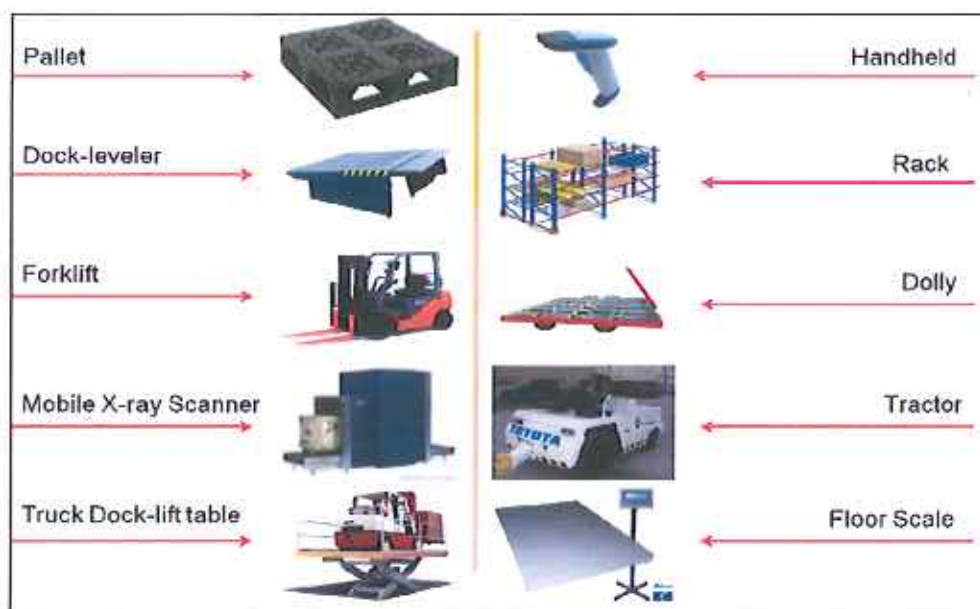 Pallet
Handheld
Dock-leveler
Rack
Forklift
Dolly
Mobile X-ray Scanner
Tractor
TOYOTA
Truck Dock-lift table
Floor Scale